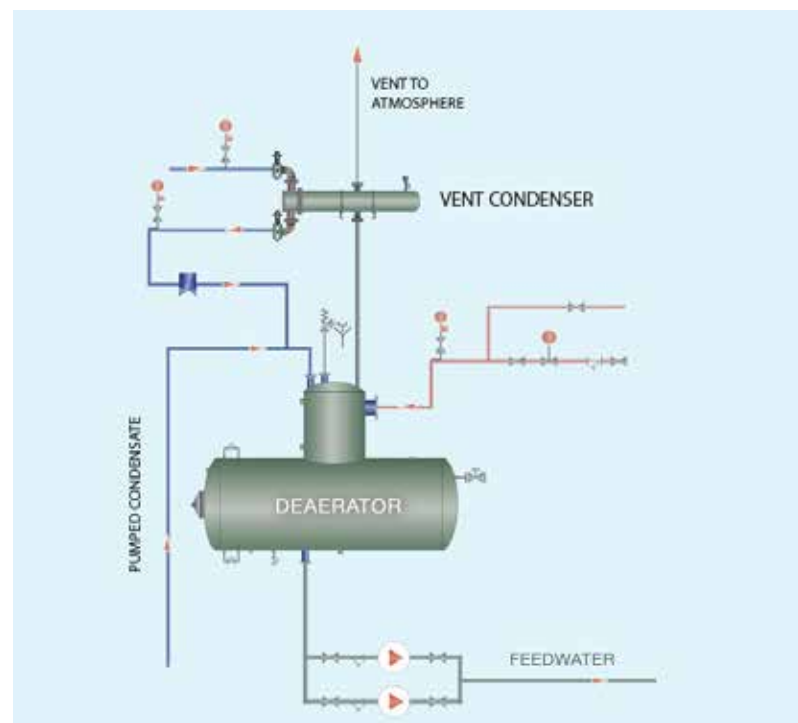 VENT TO
ATMOSPHERE
VENT CONDENSER
PUMPED CONDENSATE
DEAERATOR
FEEDWATER